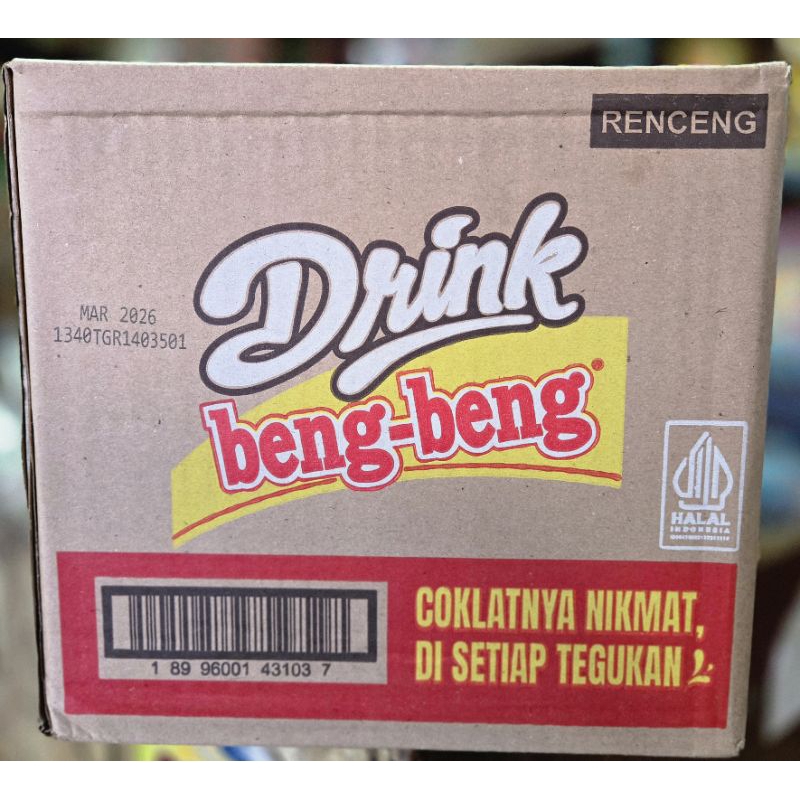 RENCENG
Drink
beng-beng
MAR 2026
1340TGR1403501
HALAL
INDONESIA
1 89 96001 43103 7
COKLATNYA NIKMAT,
DI SETIAP TEGUKAN